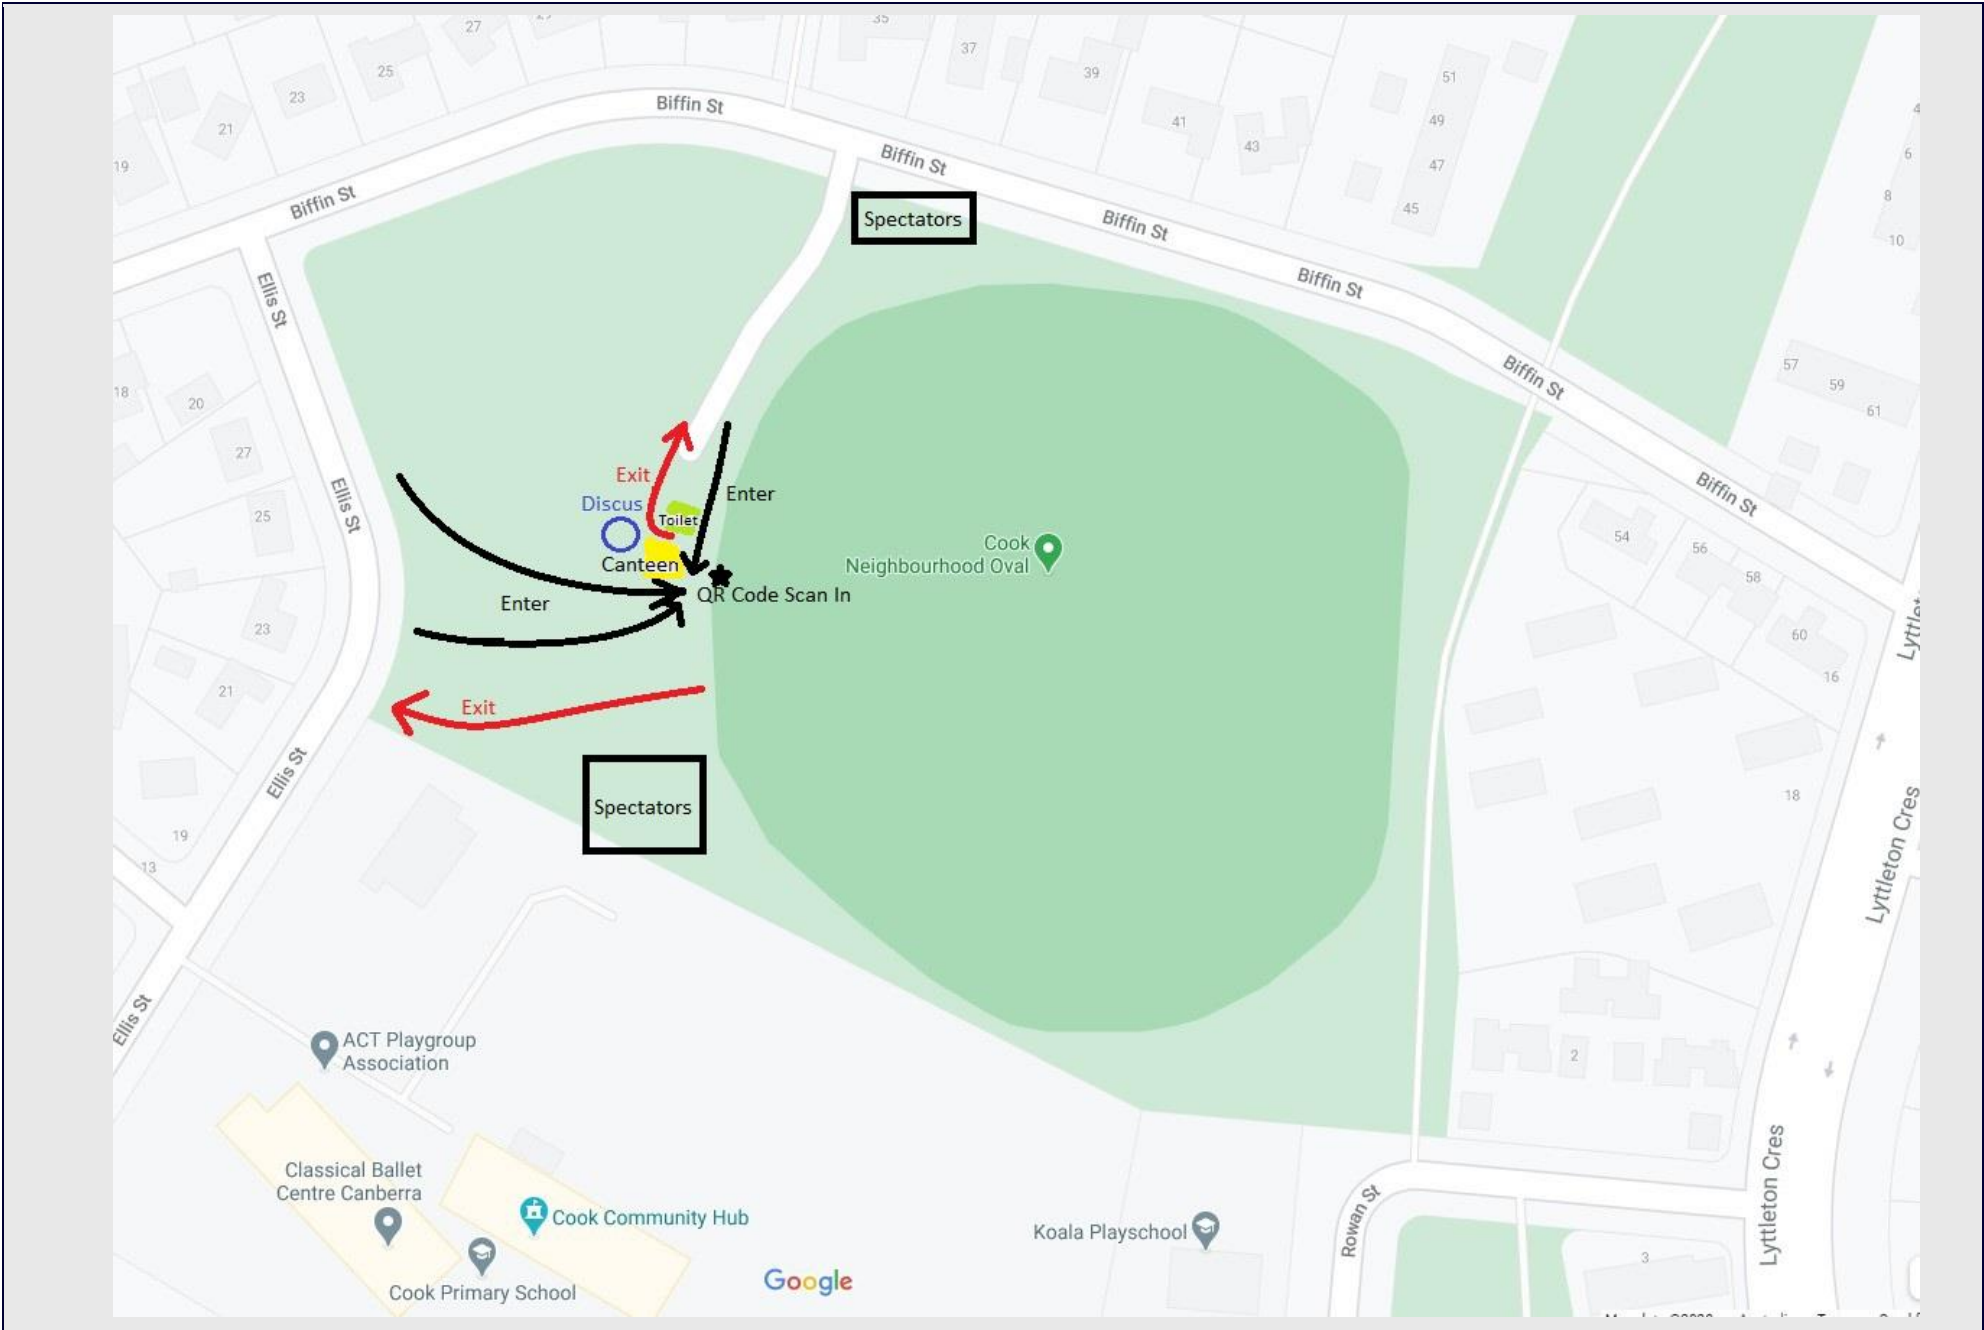 27
35
37
39
25
23
21
19
41
43
51
49
47
45
6
8
10
Biffin St
Biffin St
Biffin St
Biffin St
Biffin St
Biffin St
Biffin St
Spectators
Ellis St
Ellis St
Ellis St
Ellis St
18
20
27
25
23
21
19
13
57
59
61
54
56
58
60
16
18
2
3
Exit
Discus
Toilet
Enter
Canteen
QR Code Scan In
Enter
Exit
Cook
Neighbourhood Oval
Spectators
ACT Playgroup
Association
Classical Ballet
Centre Canberra
Cook Community Hub
Cook Primary School
Koala Playschool
Google
Rowan St
Lyttleton Cres
Lyttleton Cres